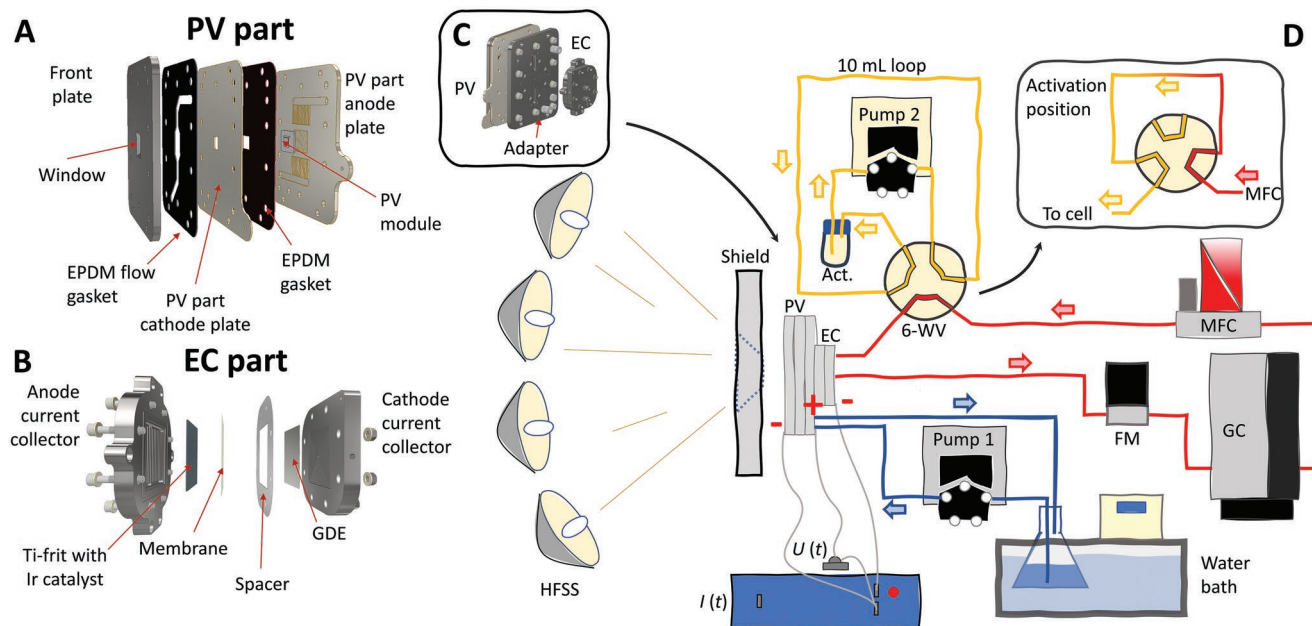 A
PV part
Front
plate
Window
EPDM flow
gasket
PV part
cathode plate
EPDM
gasket
PV
module
PV part
anode
plate
B
EC part
Anode
current
collector
Ti-frit with
Ir catalyst
Membrane
Spacer
GDE
Cathode
current
collector
C
PV
EC
Adapter
HFSS
D
10 mL loop
Pump 2
Act.
6-WV
Activation
position
To cell
MFC
Shield
PV
EC
MFC
+
-
-
FM
GC
Pump 1
U (t)
I (t)
Water
bath